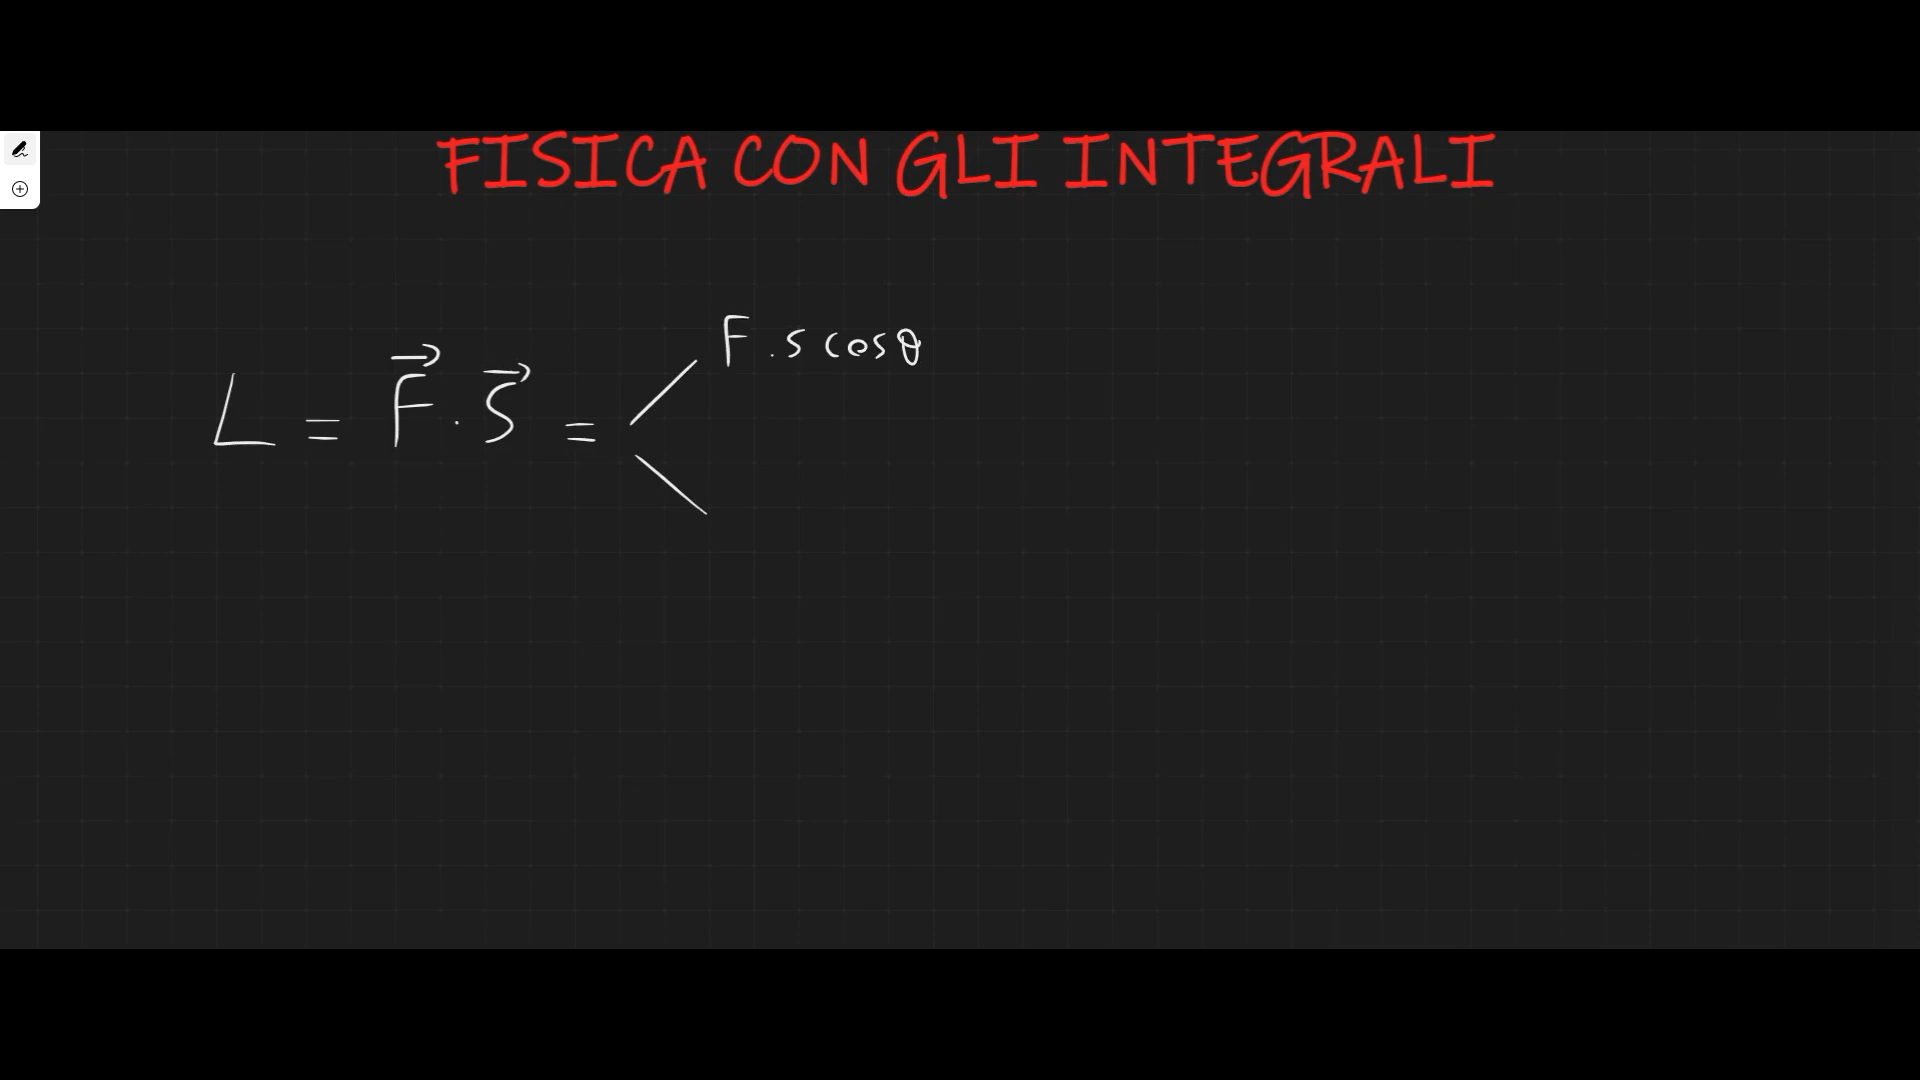 FISICA CON GLI INTEGRALI
F . s cosθ
L = F⃗ . S⃗ =